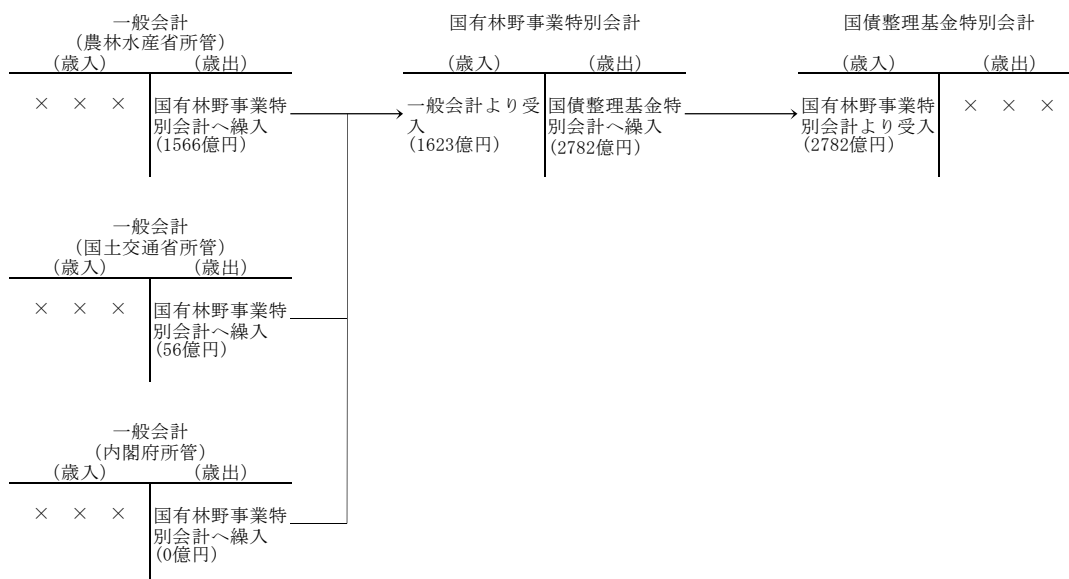 一般会計
(農林水産省所管)
(歳入) (歳出)
× × ×
国有林野事業特
別会計へ繰入
(1566億円)
国有林野事業特別会計
(歳入) (歳出)
一般会計より受
入
(1623億円)
国債整理基金特
別会計へ繰入
(2782億円)
国債整理基金特別会計
(歳入) (歳出)
国有林野事業特
別会計より受入
(2782億円)
× × ×
一般会計
(国土交通省所管)
(歳入) (歳出)
× × ×
国有林野事業特
別会計へ繰入
(56億円)
一般会計
(内閣府所管)
(歳入) (歳出)
× × ×
国有林野事業特
別会計へ繰入
(0億円)